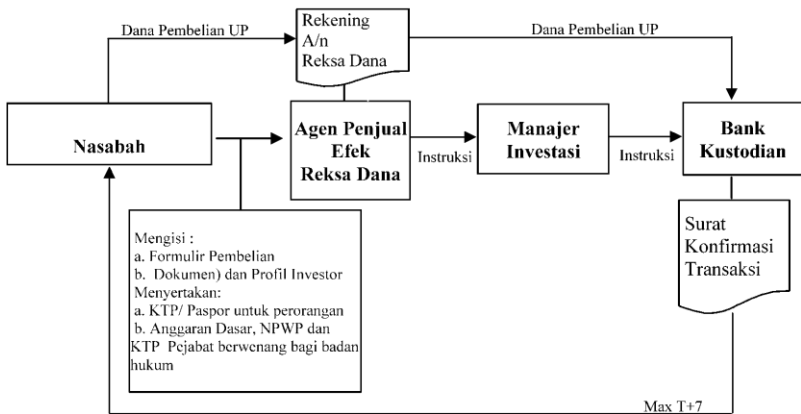 Dana Pembelian UP
Rekening
A/n
Reksa Dana
Dana Pembelian UP
Nasabah
Agen Penjual
Efek
Reksa Dana
Instruksi
Manajer
Investasi
Instruksi
Bank
Kustodian
Mengisi :
a. Formulir Pembelian
b. Dokumen) dan Profil Investor
Menyertakan:
a. KTP/ Paspor untuk perorangan
b. Anggaran Dasar, NPWP dan
KTP Pejabat berwenang bagi badan
hukum
Surat
Konfirmasi
Transaksi
Max T+7